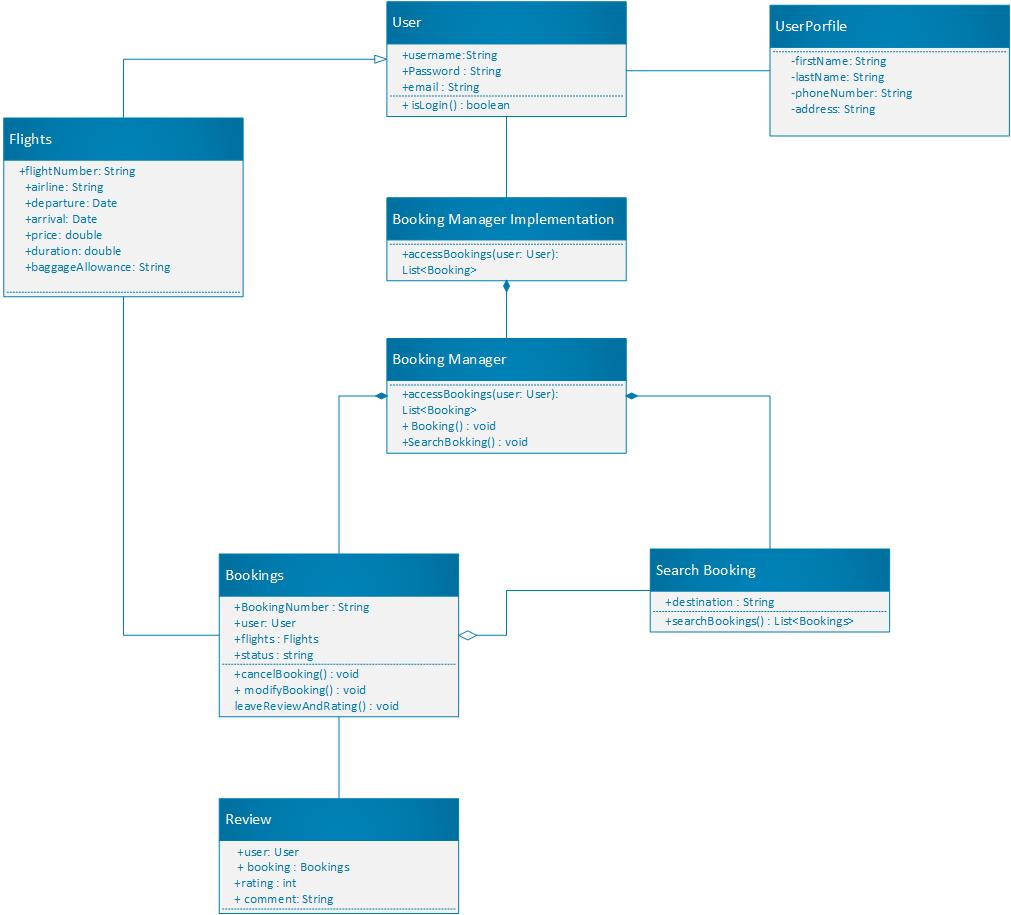 User
+username:String
+Password : String
+email : String
+ isLogin() : boolean
UserPorfile
-firstName: String
-lastName: String
-phoneNumber: String
-address: String
Flights
+flightNumber: String
+airline: String
+departure: Date
+arrival: Date
+price: double
+duration: double
+baggageAllowance: String
Booking Manager Implementation
+accessBookings(user: User):
List<Booking>
Booking Manager
+accessBookings(user: User):
List<Booking>
+ Booking() : void
+SearchBokking() : void
Bookings
+BookingNumber : String
+user: User
+flights : Flights
+status : string
+cancelBooking() : void
+ modifyBooking() : void
leaveReviewAndRating() : void
Search Booking
+destination : String
+searchBookings() : List<Bookings>
Review
+user: User
+ booking : Bookings
+rating : int
+ comment: String